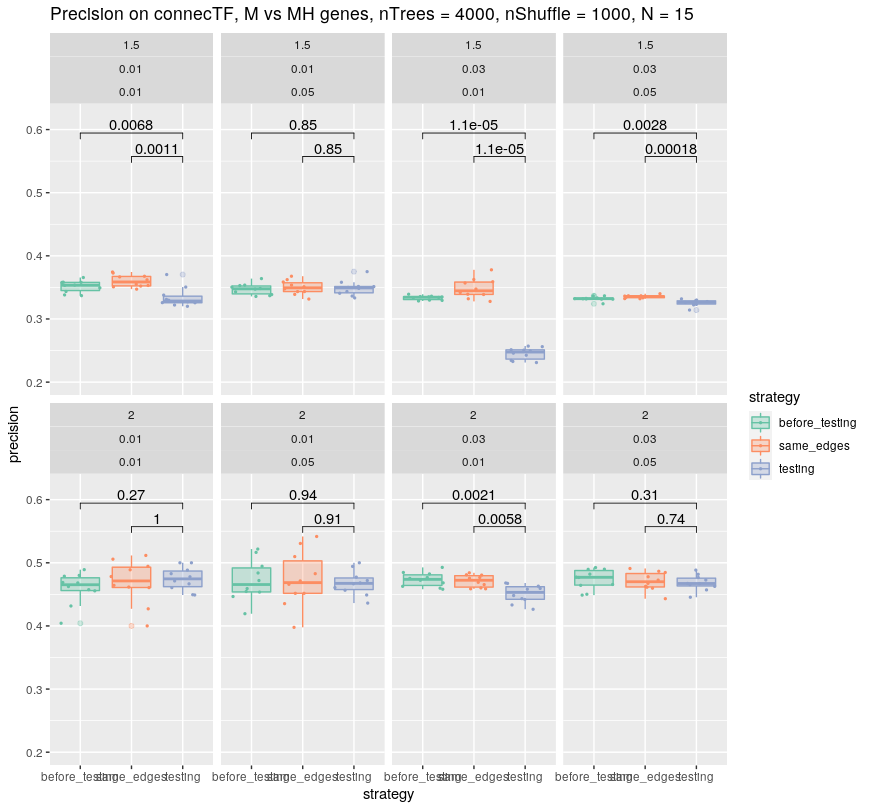 Precision on connecTF, M vs MH genes, nTrees = 4000, nShuffle = 1000, N = 15
1.5 1.5 1.5 1.5
0.01 0.01 0.03 0.03
0.01 0.05 0.01 0.05
0.6 0.0068 0.85 1.1e-05 0.0028
0.0011 0.85 1.1e-05 0.00018
0.5
0.4
0.3
0.2
2 2 2 2
0.01 0.01 0.03 0.03
0.01 0.05 0.01 0.05
0.6 0.27 0.94 0.0021 0.31
1 0.91 0.0058 0.74
0.5
0.4
0.3
0.2
before_testing same_edges testing before_testing same_edges testing before_testing same_edges testing before_testing same_edges testing
strategy
precision
strategy
before_testing
same_edges
testing